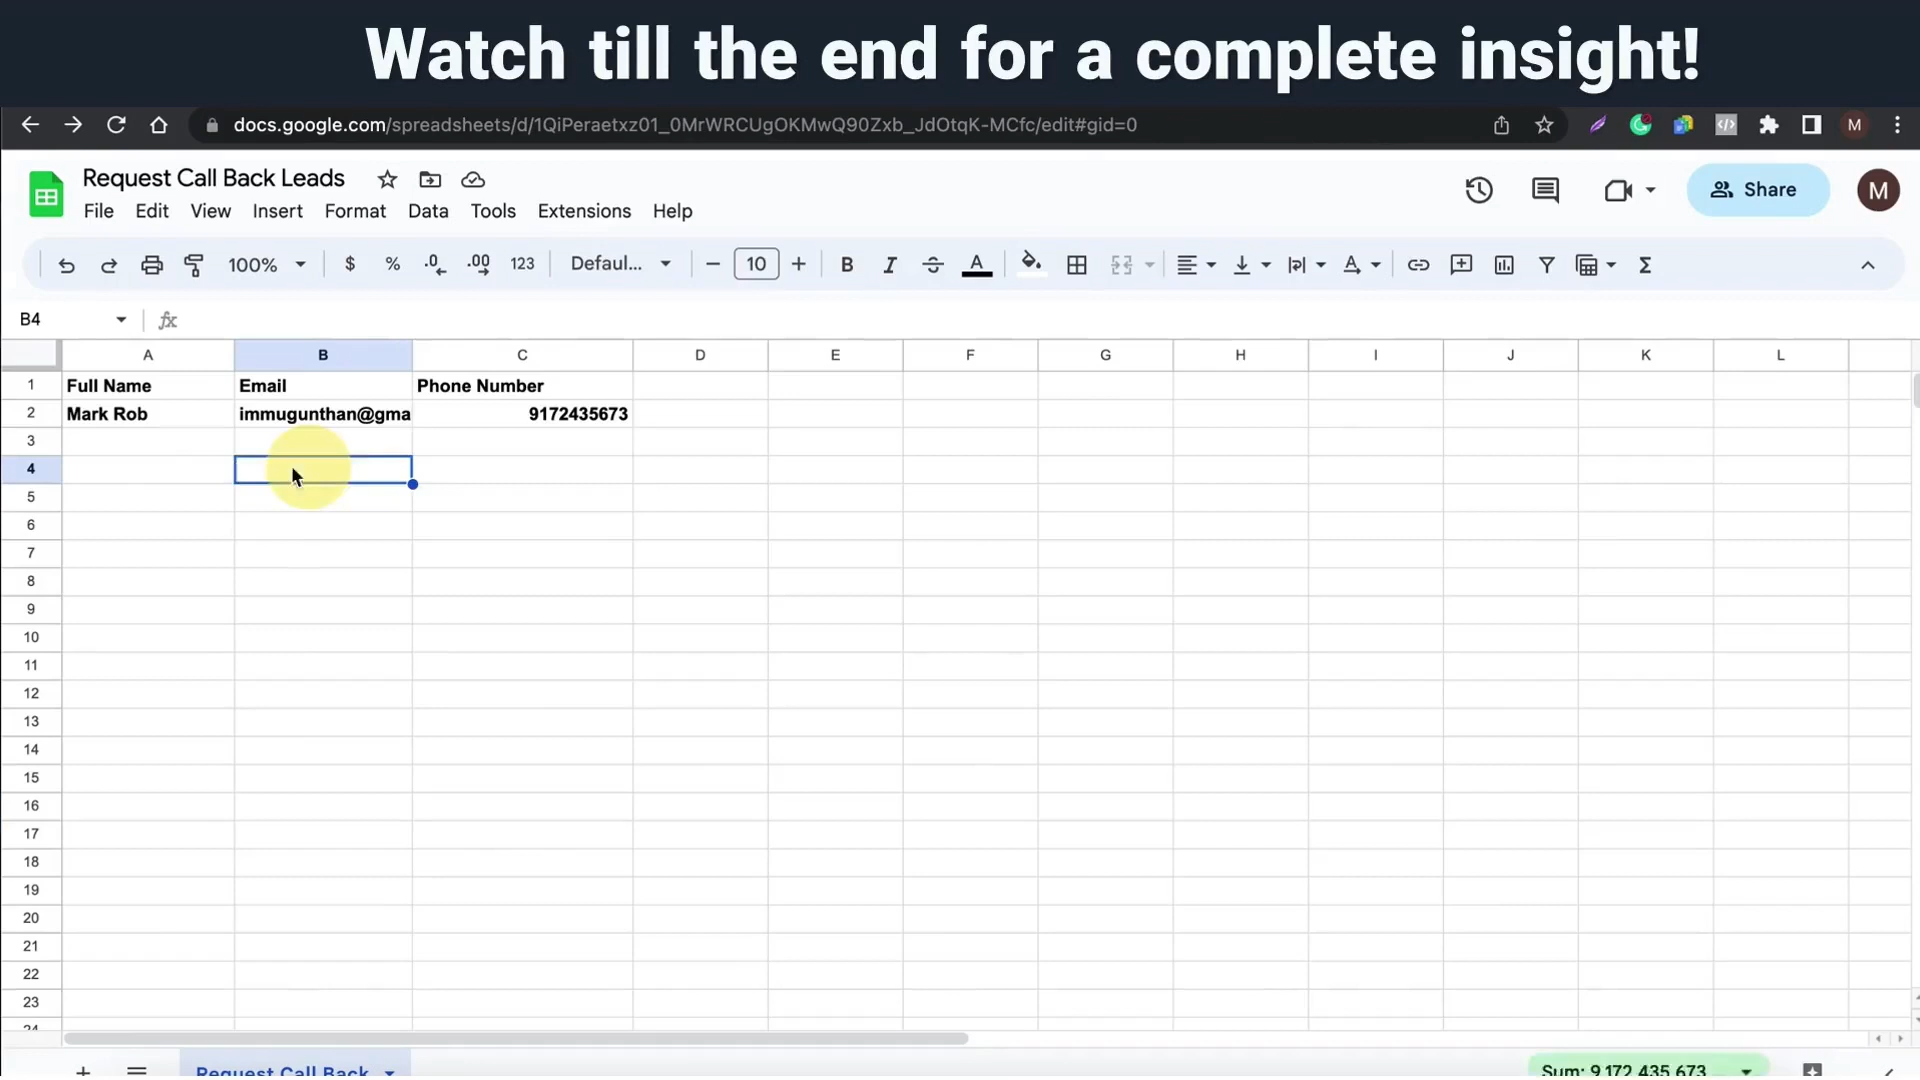 Watch till the end for a complete insight!
docs.google.com/spreadsheets/d/1QiPeraetxz01_0MrWRCUgOKMwQ90Zxb_JdOtqK-MCfc/edit#gid=0
M
Request Call Back Leads
Share
M
File Edit View Insert Format Data Tools Extensions Help
100% $ % .0 .00 123 Defaul... 10 B I A
B4 fx
A B C D E F G H I J K L
1 Full Name Email Phone Number
2 Mark Rob immugunthan@gma 9172435673
3
4
5
6
7
8
9
10
11
12
13
14
15
16
17
18
19
20
21
22
23
24
Request Call Back Sum: 9,172,435,673